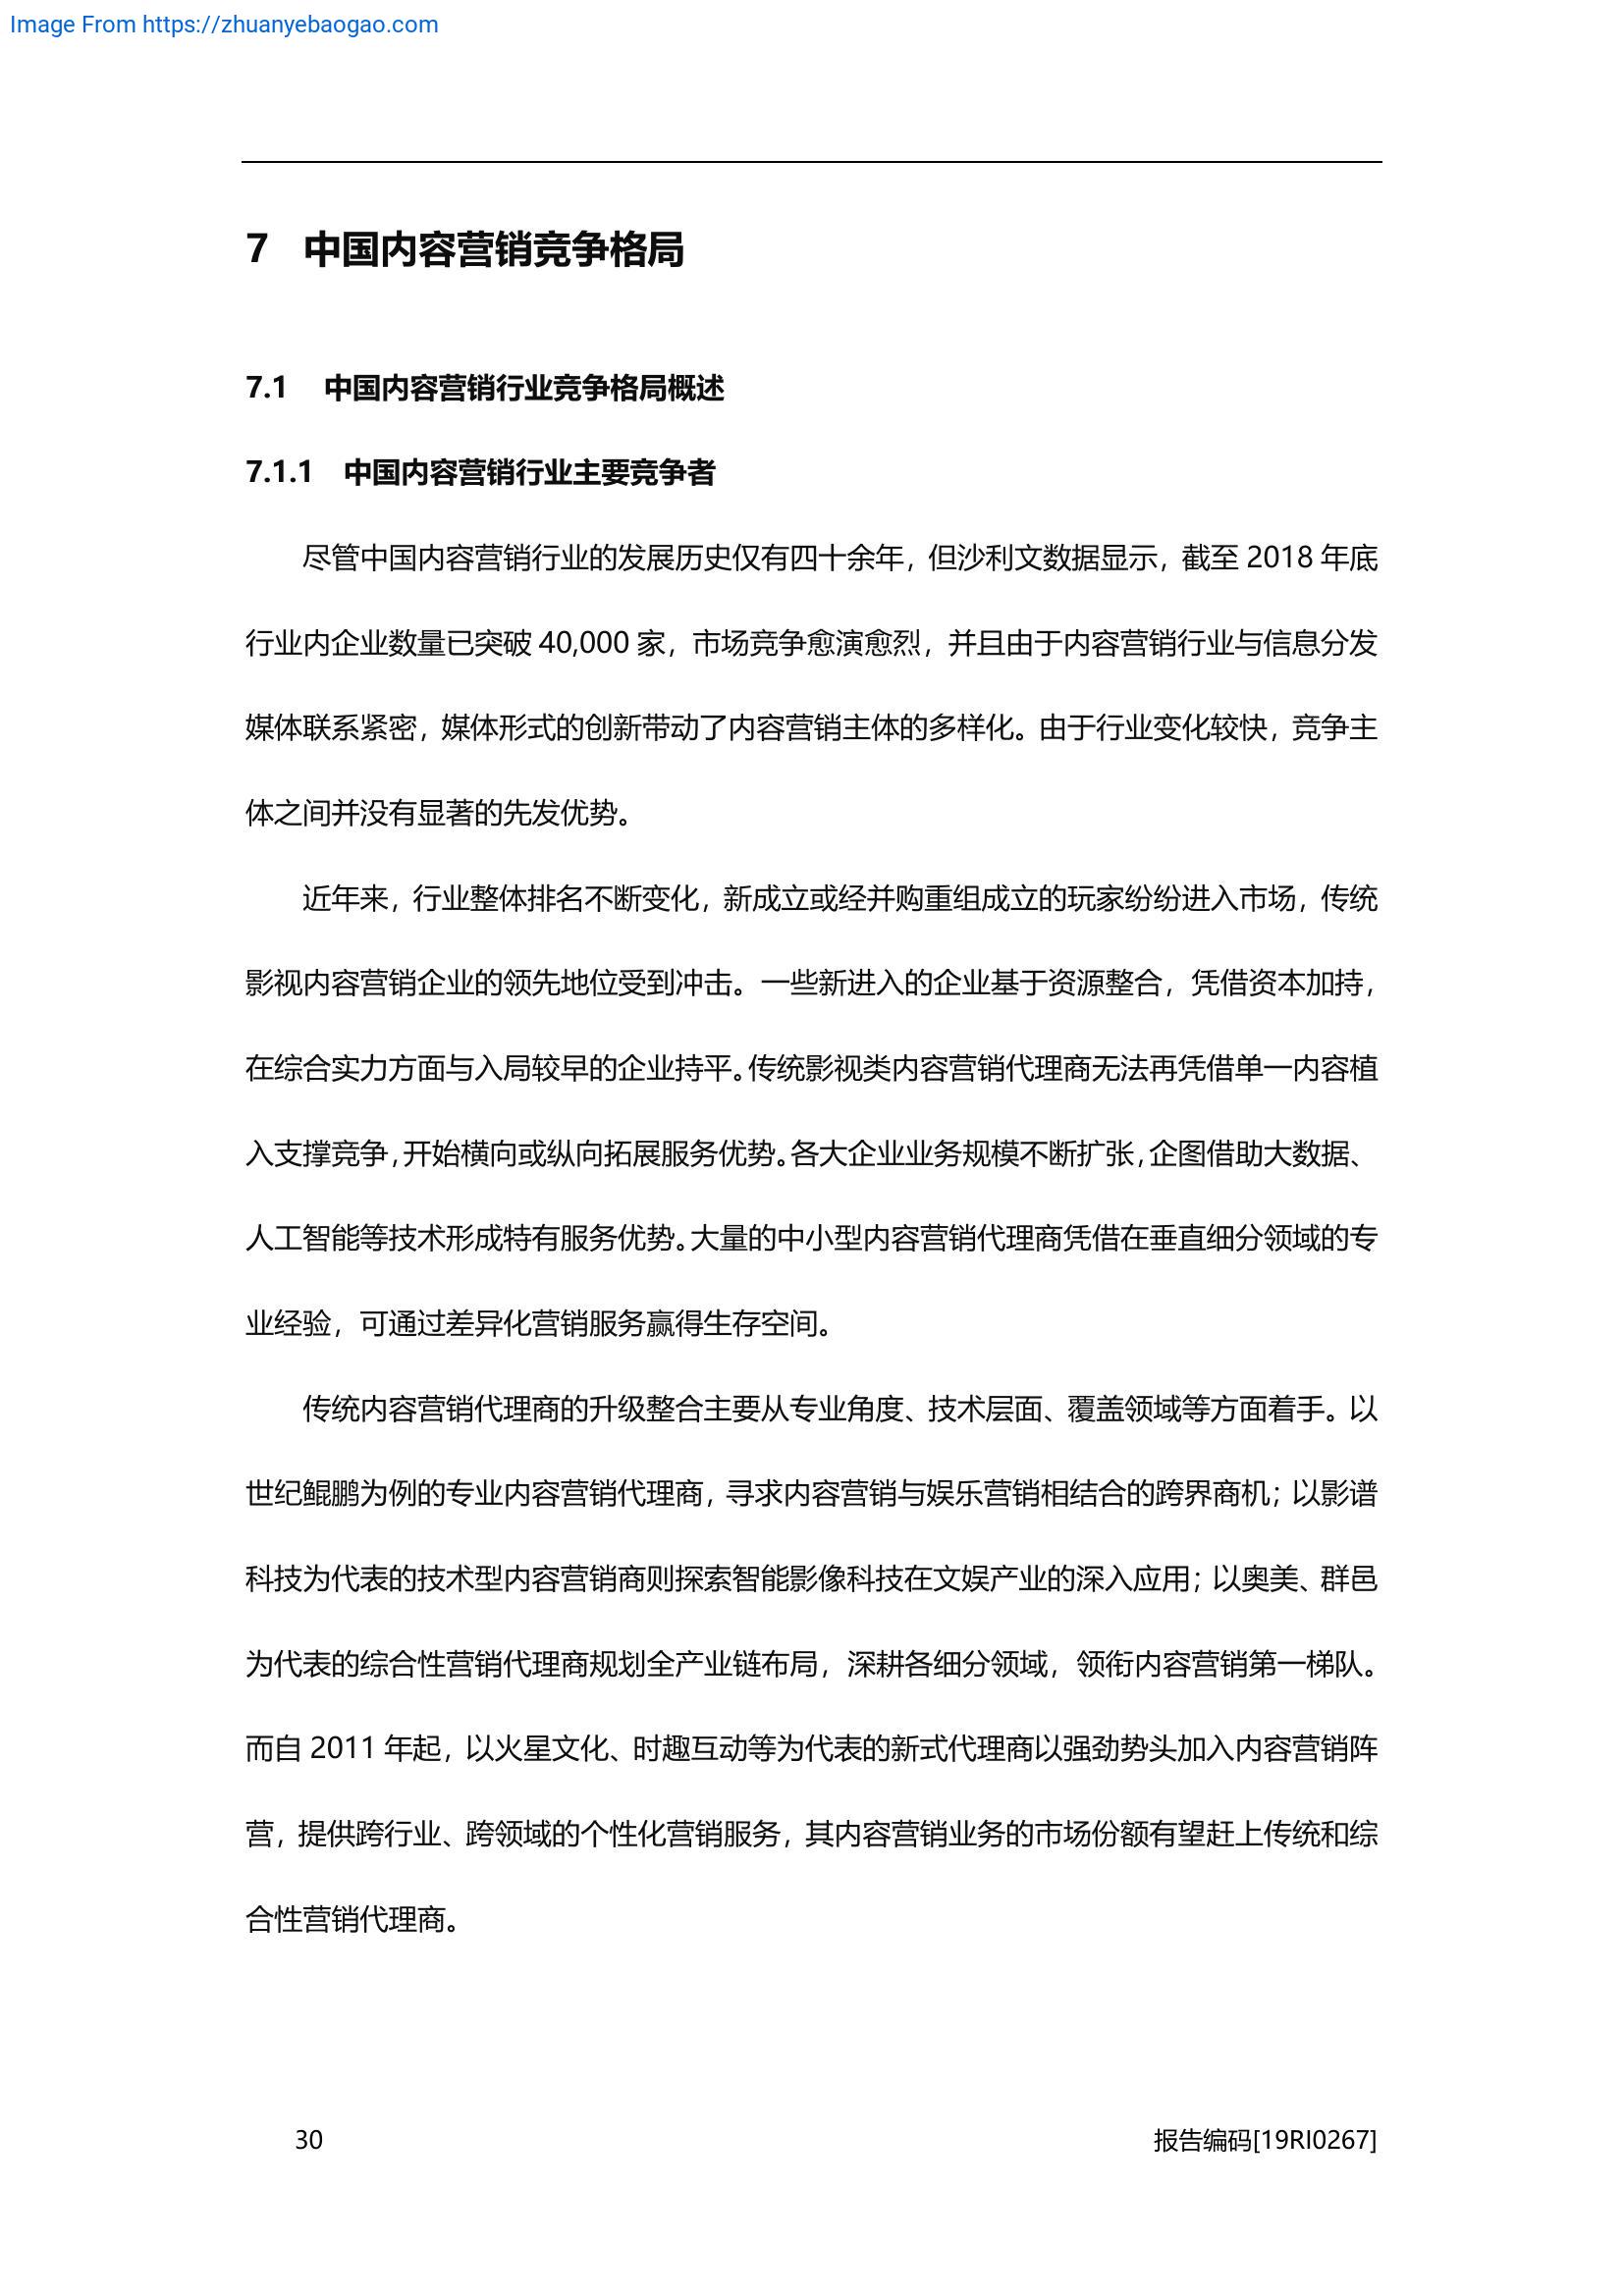 Image From https://zhuanyebaogao.com
7 中国内容营销竞争格局
7.1 中国内容营销行业竞争格局概述
7.1.1 中国内容营销行业主要竞争者
尽管中国内容营销行业的发展历史仅有四十余年，但沙利文数据显示，截至 2018 年底
行业内企业数量已突破 40,000 家，市场竞争愈演愈烈，并且由于内容营销行业与信息分发
媒体联系紧密，媒体形式的创新带动了内容营销主体的多样化。由于行业变化较快，竞争主
体之间并没有显著的先发优势。
近年来，行业整体排名不断变化，新成立或经并购重组成立的玩家纷纷进入市场，传统
影视内容营销企业的领先地位受到冲击。一些新进入的企业基于资源整合，凭借资本加持，
在综合实力方面与入局较早的企业持平。传统影视类内容营销代理商无法再凭借单一内容植
入支撑竞争，开始横向或纵向拓展服务优势。各大企业业务规模不断扩张，企图借助大数据、
人工智能等技术形成特有服务优势。大量的中小型内容营销代理商凭借在垂直细分领域的专
业经验，可通过差异化营销服务赢得生存空间。
传统内容营销代理商的升级整合主要从专业角度、技术层面、覆盖领域等方面着手。以
世纪鲲鹏为例的专业内容营销代理商，寻求内容营销与娱乐营销相结合的跨界商机；以影谱
科技为代表的技术型内容营销商则探索智能影像科技在文娱产业的深入应用；以奥美、群邑
为代表的综合性营销代理商规划全产业链布局，深耕各细分领域，领衔内容营销第一梯队。
而自 2011 年起，以火星文化、时趣互动等为代表的新式代理商以强劲势头加入内容营销阵
营，提供跨行业、跨领域的个性化营销服务，其内容营销业务的市场份额有望赶上传统和综
合性营销代理商。
30
报告编码[19RI0267]